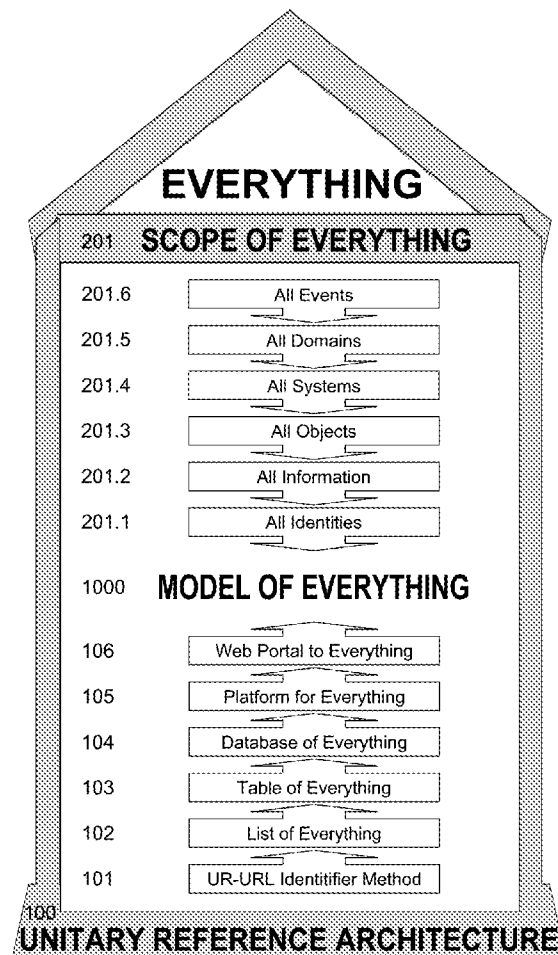 EVERYTHING
201 SCOPE OF EVERYTHING
201.6 All Events
201.5 All Domains
201.4 All Systems
201.3 All Objects
201.2 All Information
201.1 All Identities
1000 MODEL OF EVERYTHING
106 Web Portal to Everything
105 Platform for Everything
104 Database of Everything
103 Table of Everything
102 List of Everything
101 UR-URL Identitifier Method
100
UNITARY REFERENCE ARCHITECTURE